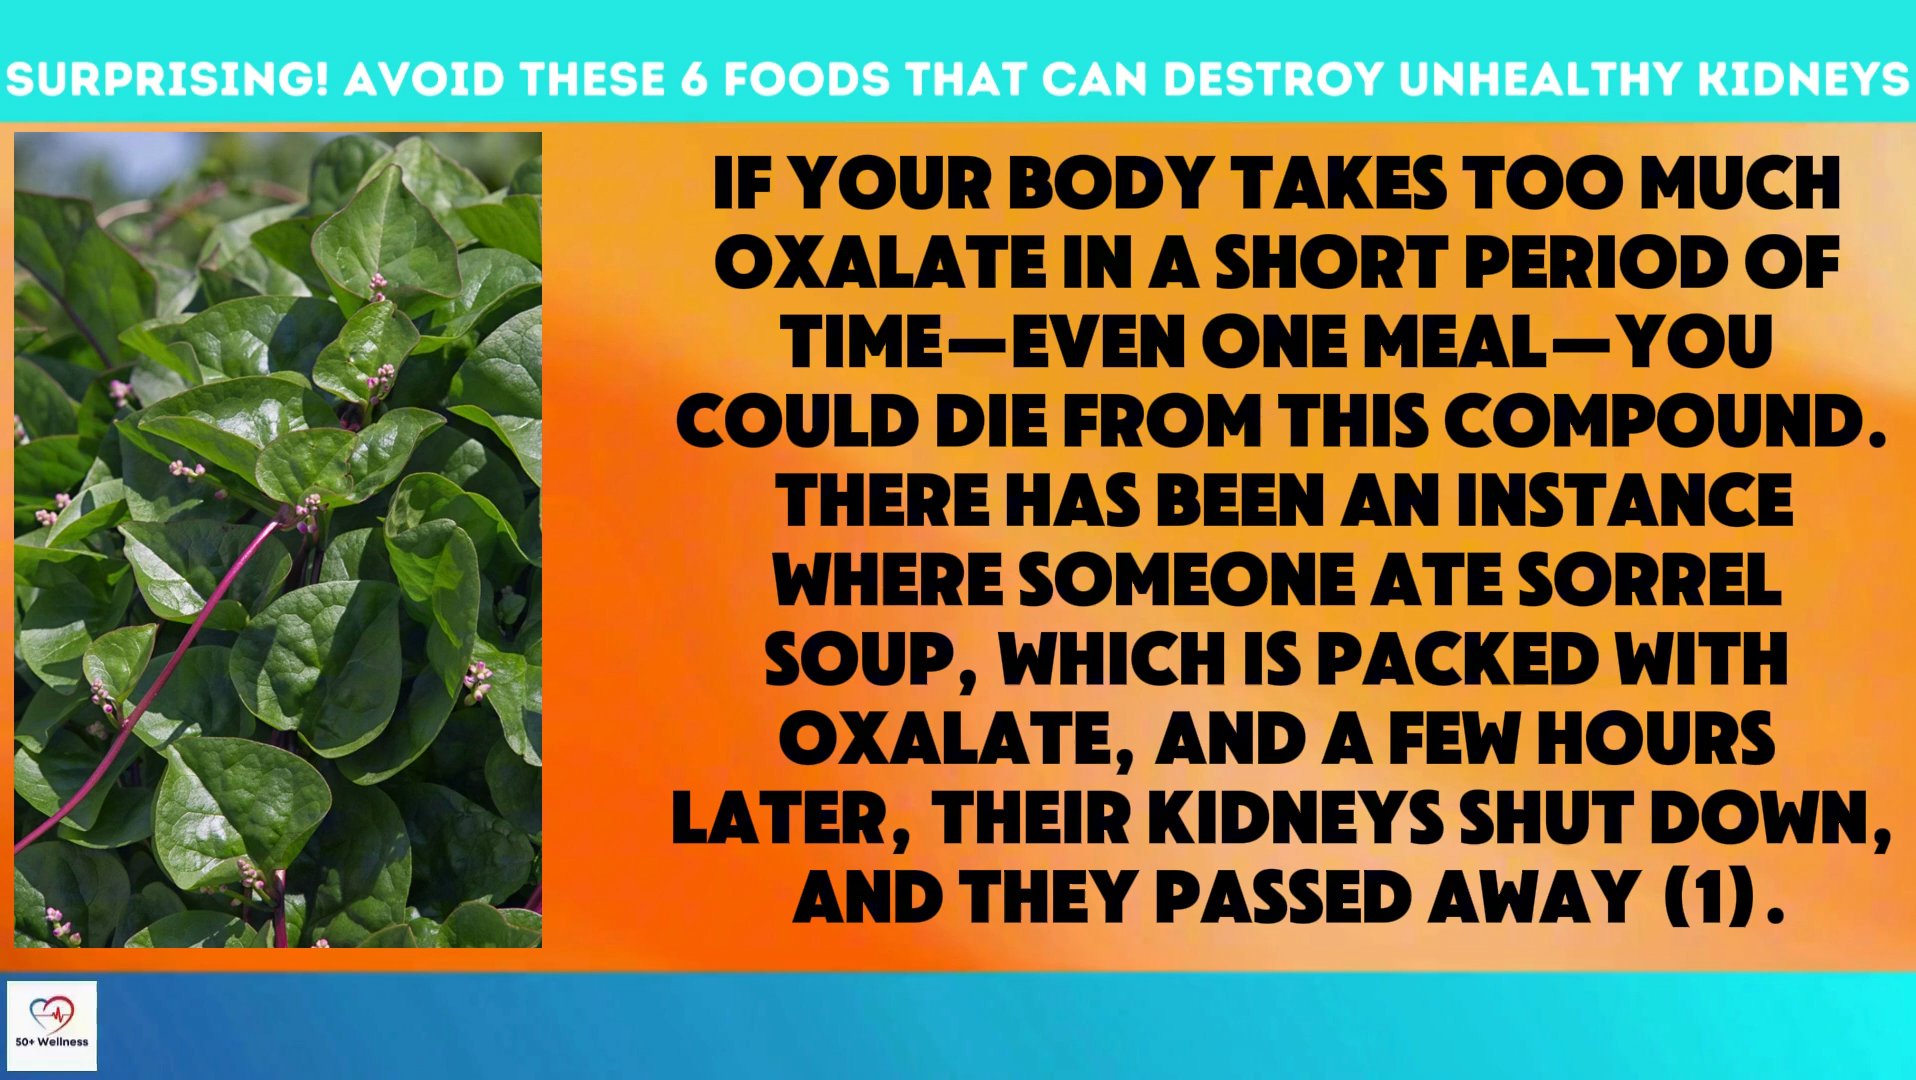 SURPRISING! AVOID THESE 6 FOODS THAT CAN DESTROY UNHEALTHY KIDNEYS
IF YOUR BODY TAKES TOO MUCH
OXALATE IN A SHORT PERIOD OF
TIME—EVEN ONE MEAL—YOU
COULD DIE FROM THIS COMPOUND.
THERE HAS BEEN AN INSTANCE
WHERE SOMEONE ATE SORREL
SOUP, WHICH IS PACKED WITH
OXALATE, AND A FEW HOURS
LATER, THEIR KIDNEYS SHUT DOWN,
AND THEY PASSED AWAY (1).
50+ Wellness